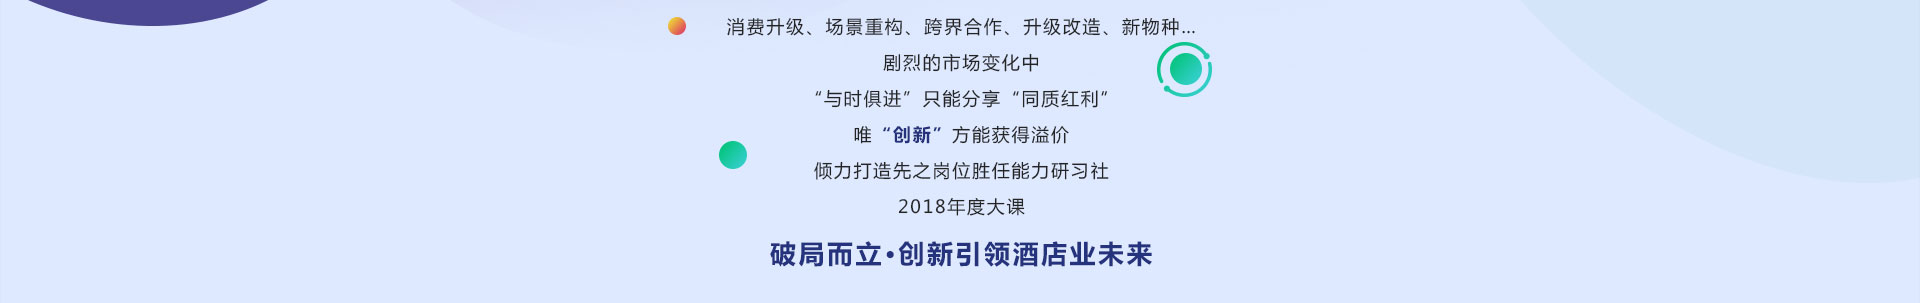 消费升级、场景重构、跨界合作、升级改造、新物种...
剧烈的市场变化中
“与时俱进”只能分享“同质红利”
唯“创新”方能获得溢价
倾力打造先之岗位胜任能力研习社
2018年度大课
破局而立·创新引领酒店业未来